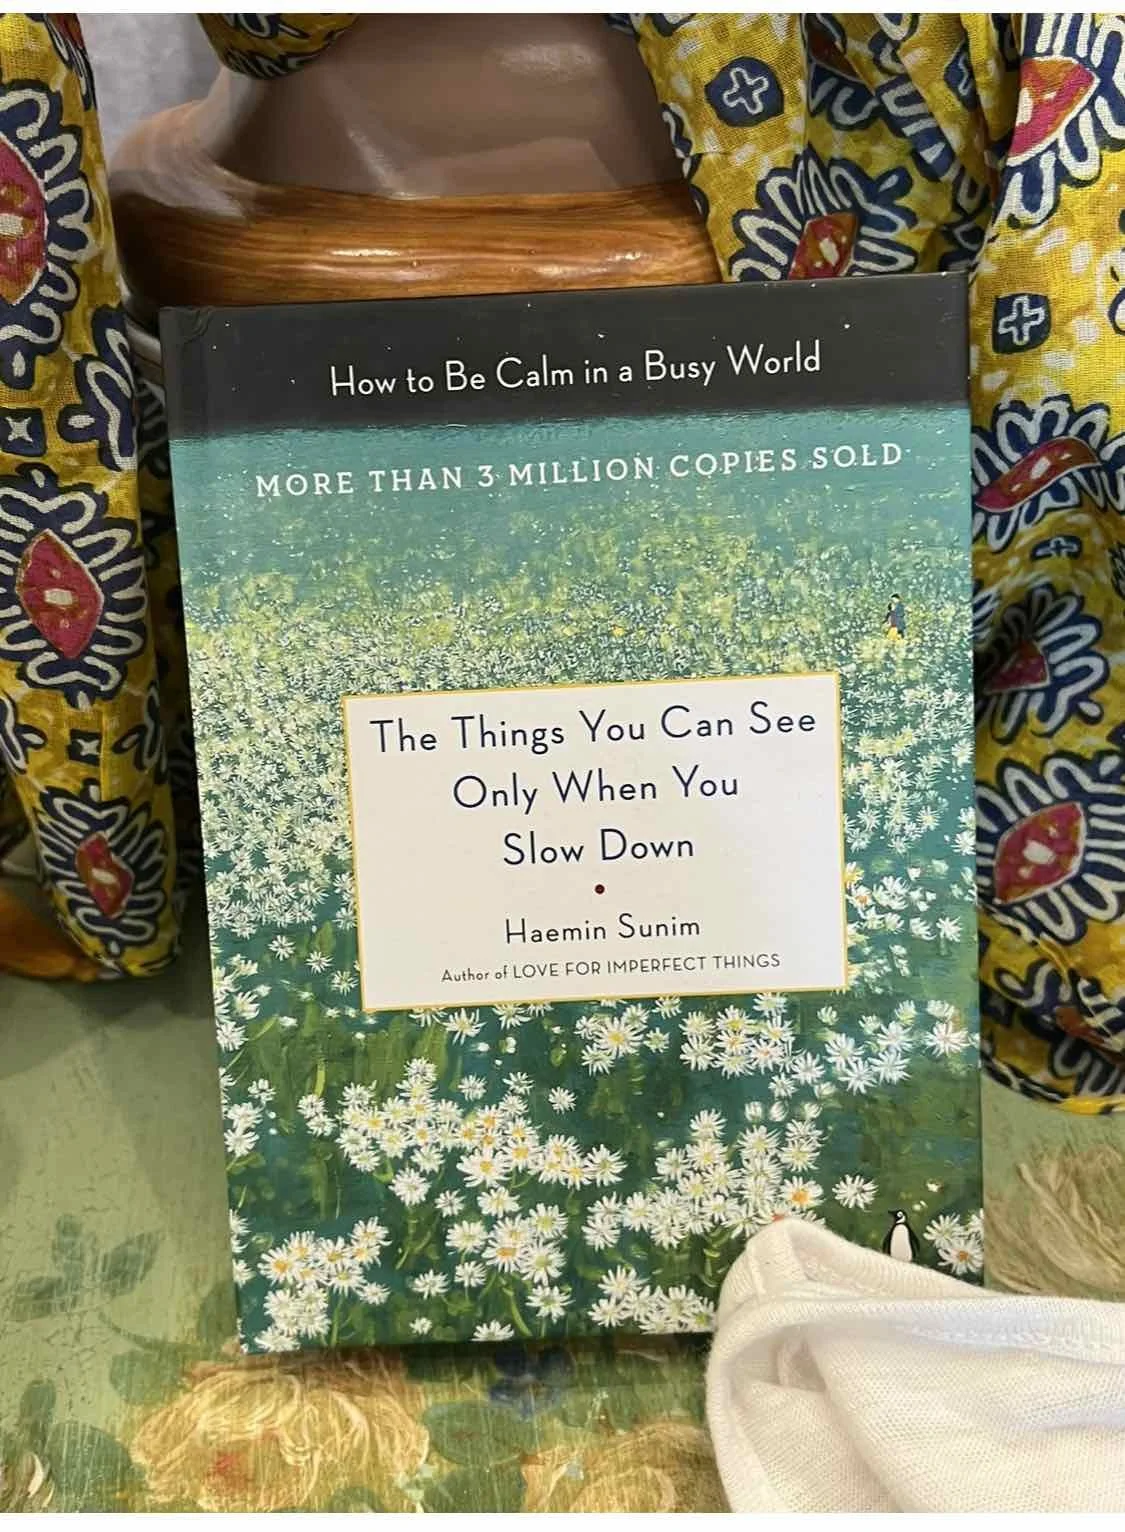 How to Be Calm in a Busy World
MORE THAN 3 MILLION COPIES SOLD
The Things You Can See
Only When You
Slow Down
Haemin Sunim
Author of LOVE FOR IMPERFECT THINGS